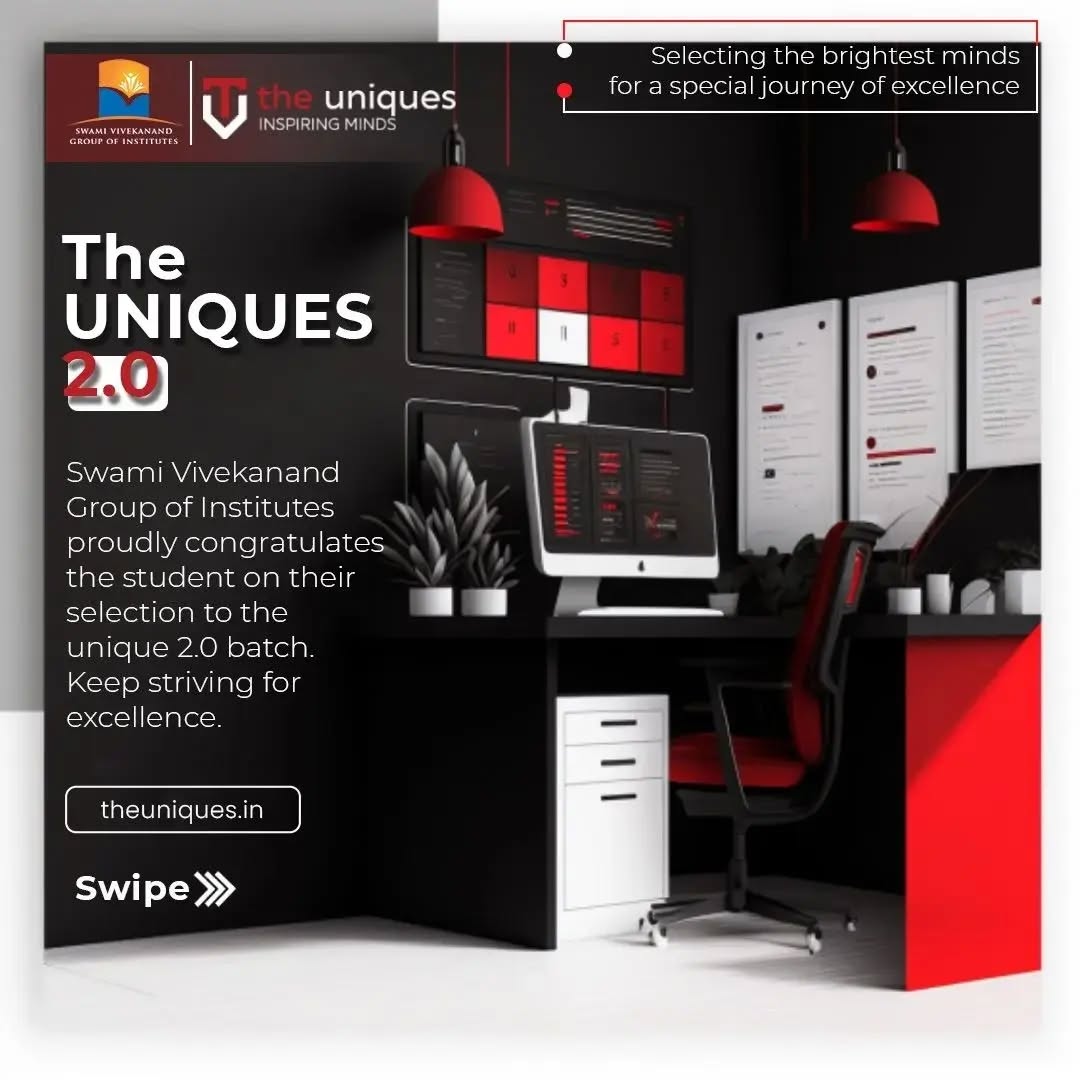 SWAMI VIVEKANAND
GROUP OF INSTITUTES
the uniques
INSPIRING MINDS
Selecting the brightest minds
for a special journey of excellence
The
UNIQUES
2.0
Swami Vivekanand
Group of Institutes
proudly congratulates
the student on their
selection to the
unique 2.0 batch.
Keep striving for
excellence.
theuniques.in
Swipe